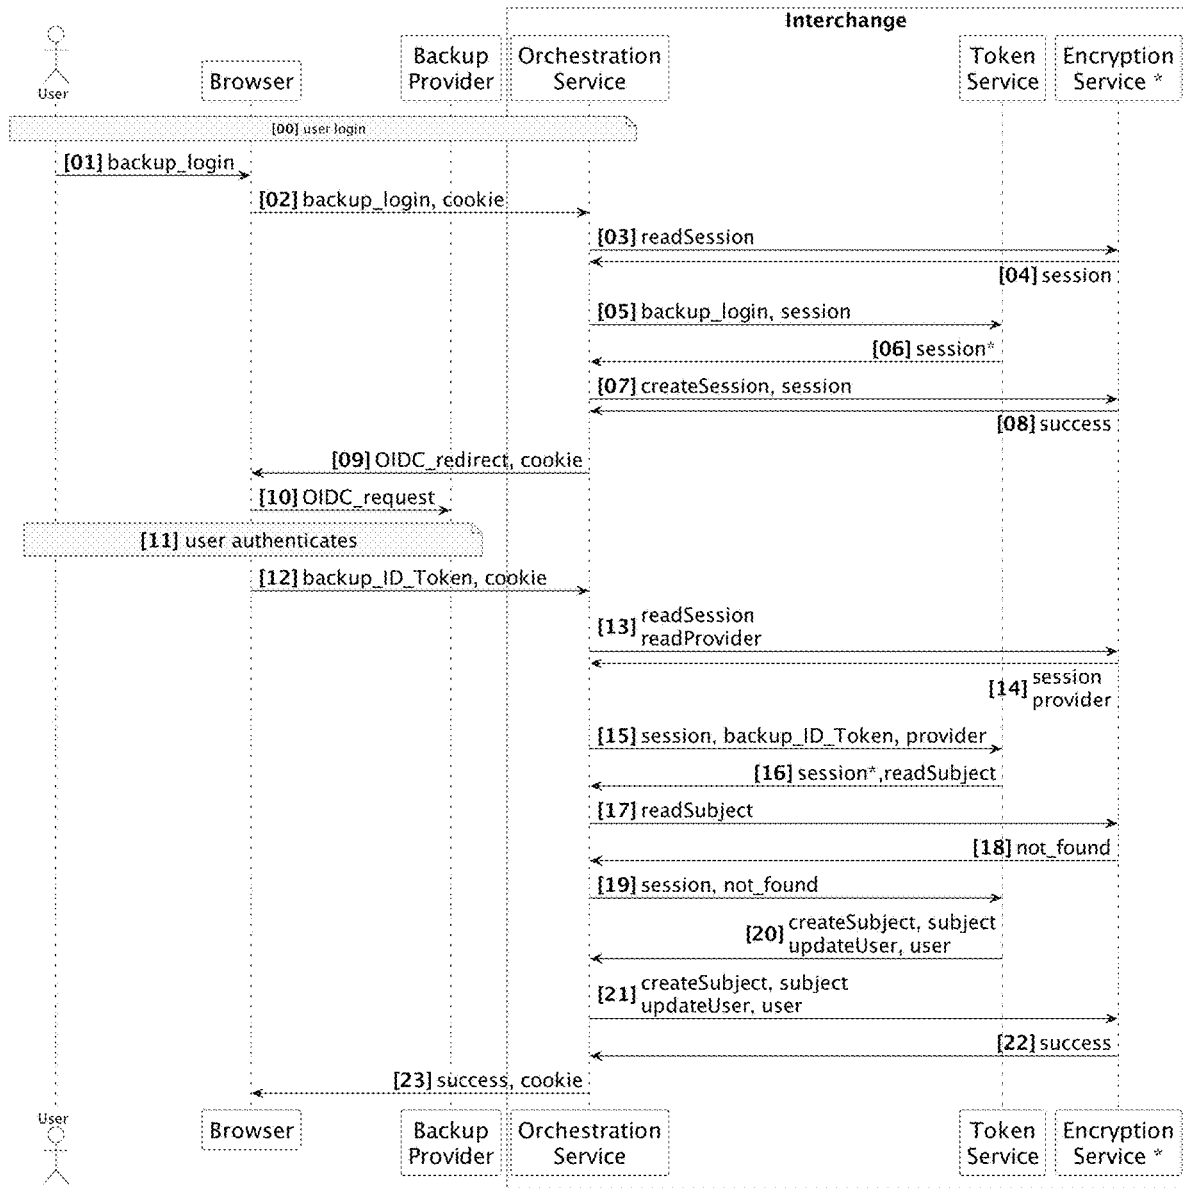 Interchange
User
Browser
Backup
Provider
Orchestration
Service
Token
Service
Encryption
Service *
[00] user login
[01] backup_login
[02] backup_login, cookie
[03] readSession
[04] session
[05] backup_login, session
[06] session*
[07] createSession, session
[08] success
[09] OIDC_redirect, cookie
[10] OIDC_request
[11] user authenticates
[12] backup_ID_Token, cookie
[13] readSession
readProvider
[14] session
provider
[15] session, backup_ID_Token, provider
[16] session*,readSubject
[17] readSubject
[18] not_found
[19] session, not_found
[20] createSubject, subject
updateUser, user
[21] createSubject, subject
updateUser, user
[22] success
[23] success, cookie
User
Browser
Backup
Provider
Orchestration
Service
Token
Service
Encryption
Service *